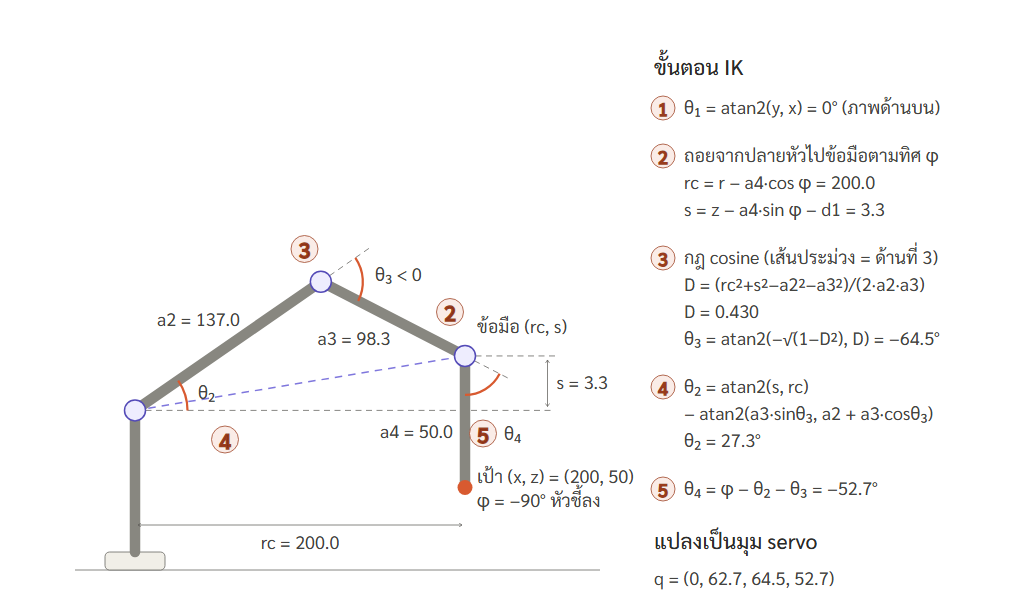 ขั้นตอน IK
1 θ₁ = atan2(y, x) = 0° (ภาพด้านบน)
2 ถอยจากปลายหัวไปข้อมือตามทิศ φ
rc = r − a4·cos φ = 200.0
s = z − a4·sin φ − d1 = 3.3
3 กฎ cosine (เส้นประม่วง = ด้านที่ 3)
D = (rc²+s²−a2²−a3²)/(2·a2·a3)
D = 0.430
θ₃ = atan2(−√(1−D²), D) = −64.5°
4 θ₂ = atan2(s, rc)
− atan2(a3·sinθ₃, a2 + a3·cosθ₃)
θ₂ = 27.3°
5 θ₄ = φ − θ₂ − θ₃ = −52.7°
แปลงเป็นมุม servo
q = (0, 62.7, 64.5, 52.7)
3
θ₃ < 0
2
ข้อมือ (rc, s)
a2 = 137.0
a3 = 98.3
θ₂
s = 3.3
4
a4 = 50.0
5 θ₄
เป้า (x, z) = (200, 50)
φ = −90° หัวชี้ลง
rc = 200.0